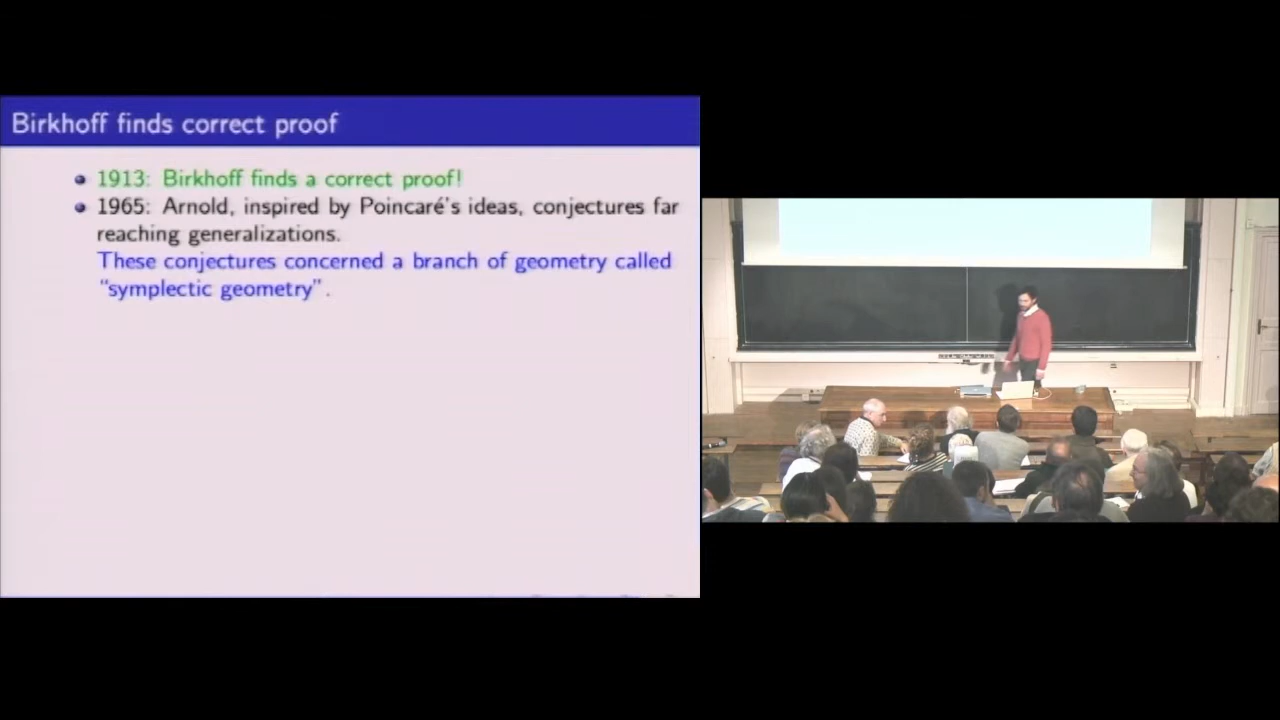 Birkhoff finds correct proof
1913: Birkhoff finds a correct proof!
1965: Arnold, inspired by Poincaré's ideas, conjectures far
reaching generalizations.
These conjectures concerned a branch of geometry called
"symplectic geometry".